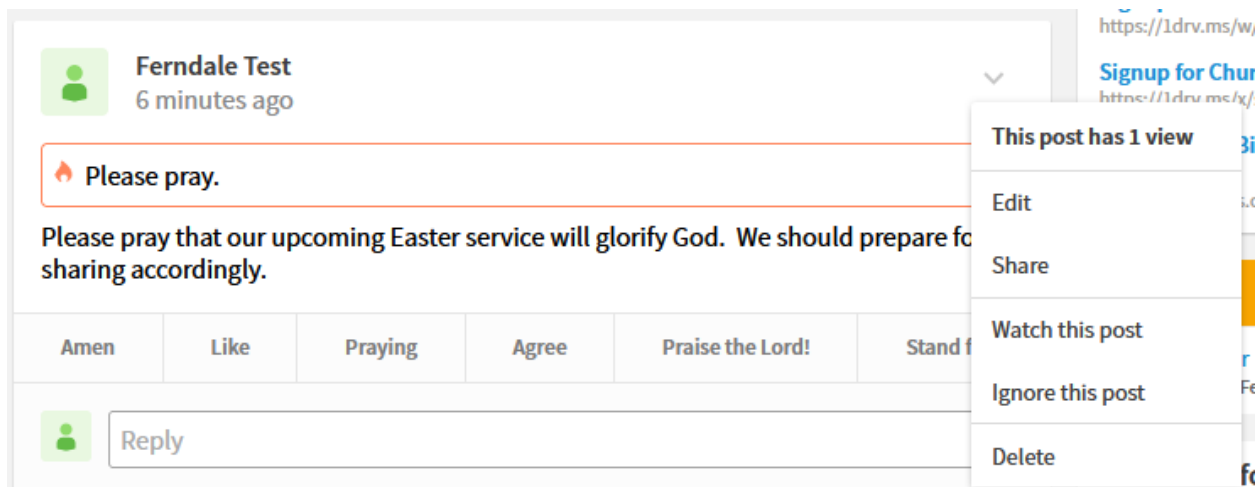 https://1drv.ms/w/
Ferndale Test
6 minutes ago
Signup for Chur
https://1drv.ms/x/
This post has 1 view
Please pray.
Edit
Please pray that our upcoming Easter service will glorify God. We should prepare fo
sharing accordingly.
Share
Amen
Like
Praying
Agree
Praise the Lord!
Stand f
Watch this post
Ignore this post
Reply
Delete